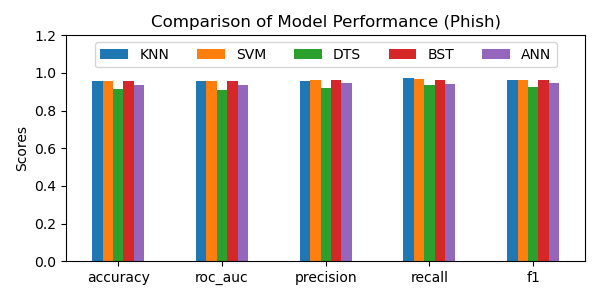 Comparison of Model Performance (Phish)
1.2
1.0
0.8
0.6
0.4
0.2
0.0
Scores
KNN SVM DTS BST ANN
accuracy roc_auc precision recall f1